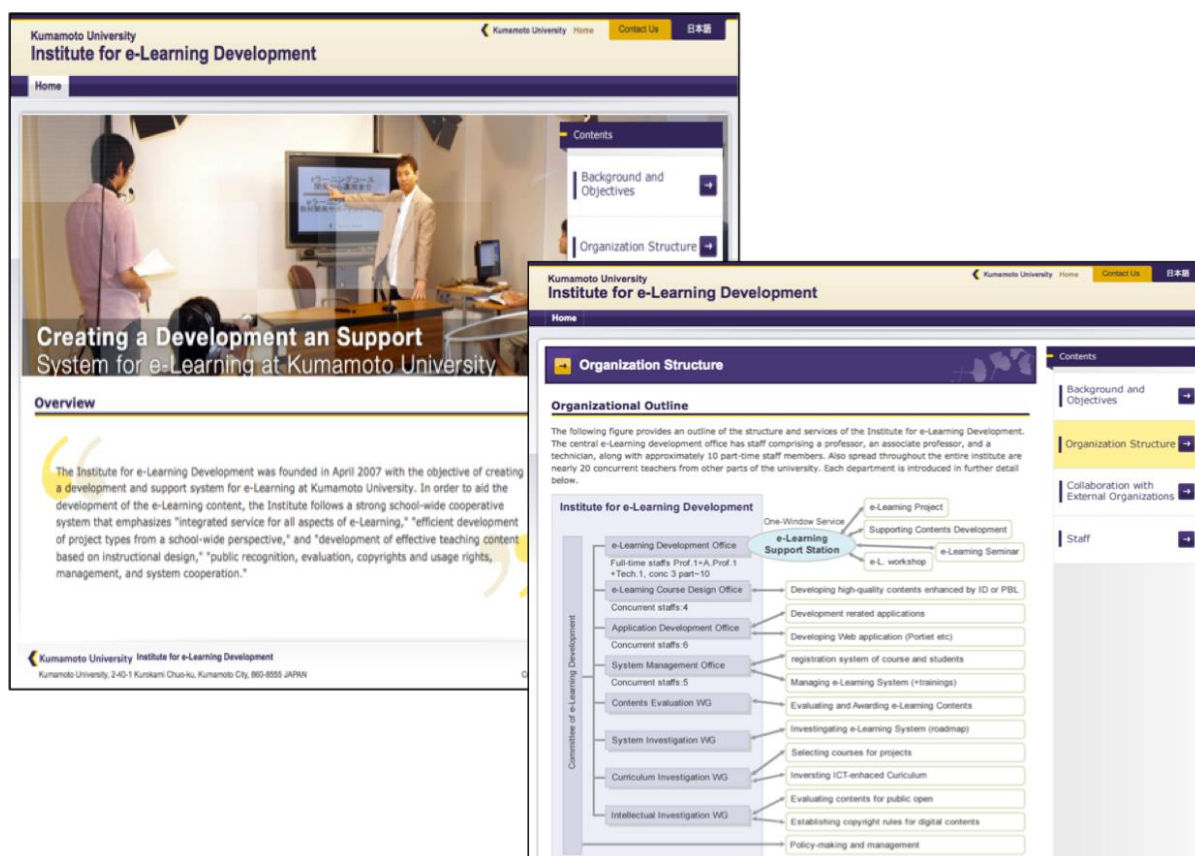 Kumamoto University
Institute for e-Learning Development
Kumamoto University Home
Contact Us
日本語
Home
eラーニングコース
Contents
Background and
Objectives
Organization Structure
Creating a Development an Support
System for e-Learning at Kumamoto University
Overview
The Institute for e-Learning Development was founded in April 2007 with the objective of creating
a development and support system for e-Learning at Kumamoto University. In order to aid the
development of the e-Learning content, the Institute follows a strong school-wide cooperative
system that emphasizes "integrated service for all aspects of e-Learning," "efficient development
of project types from a school-wide perspective," and "development of effective teaching content
based on instructional design," "public recognition, evaluation, copyrights and usage rights,
management, and system cooperation."
Kumamoto University Institute for e-Learning Development
Kumamoto University, 2-40-1 Kurokami Chuo-ku, Kumamoto City, 860-8555 JAPAN
Kumamoto University
Institute for e-Learning Development
Kumamoto University Home
Contact Us
日本語
Home
Organization Structure
Organizational Outline
The following figure provides an outline of the structure and services of the Institute for e-Learning Development.
The central e-Learning development office has staff comprising a professor, an associate professor, and a
technician, along with approximately 10 part-time staff members. Also spread throughout the entire institute are
nearly 20 concurrent teachers from other parts of the university. Each department is introduced in further detail
below.
Institute for e-Learning Development
Committee of e-Learning Development
e-Learning Development Office
Full-time staffs Prof.1+A.Prof.1
+Tech.1, conc 3 part~10
e-Learning Course Design Office
Concurrent staffs:4
Application Development Office
Concurrent staffs:6
System Management Office
Concurrent staffs:5
Contents Evaluation WG
System Investigation WG
Curriculum Investigation WG
Intellectual Investigation WG
One-Window Service
e-Learning
Support Station
e-Learning Project
Supporting Contents Development
e-Learning Seminar
e-L. workshop
Developing high-quality contents enhanced by ID or PBL
Development rerated applications
Developing Web application (Portlet etc)
registration system of course and students
Managing e-Learning System (+trainings)
Evaluating and Awarding e-Learning Contents
Investingating e-Learning System (roadmap)
Selecting courses for projects
Inversting ICT-enhaced Curiculum
Evaluating contents for public open
Establishing copyright rules for digital contents
Policy-making and management
Contents
Background and
Objectives
Organization Structure
Collaboration with
External Organizations
Staff